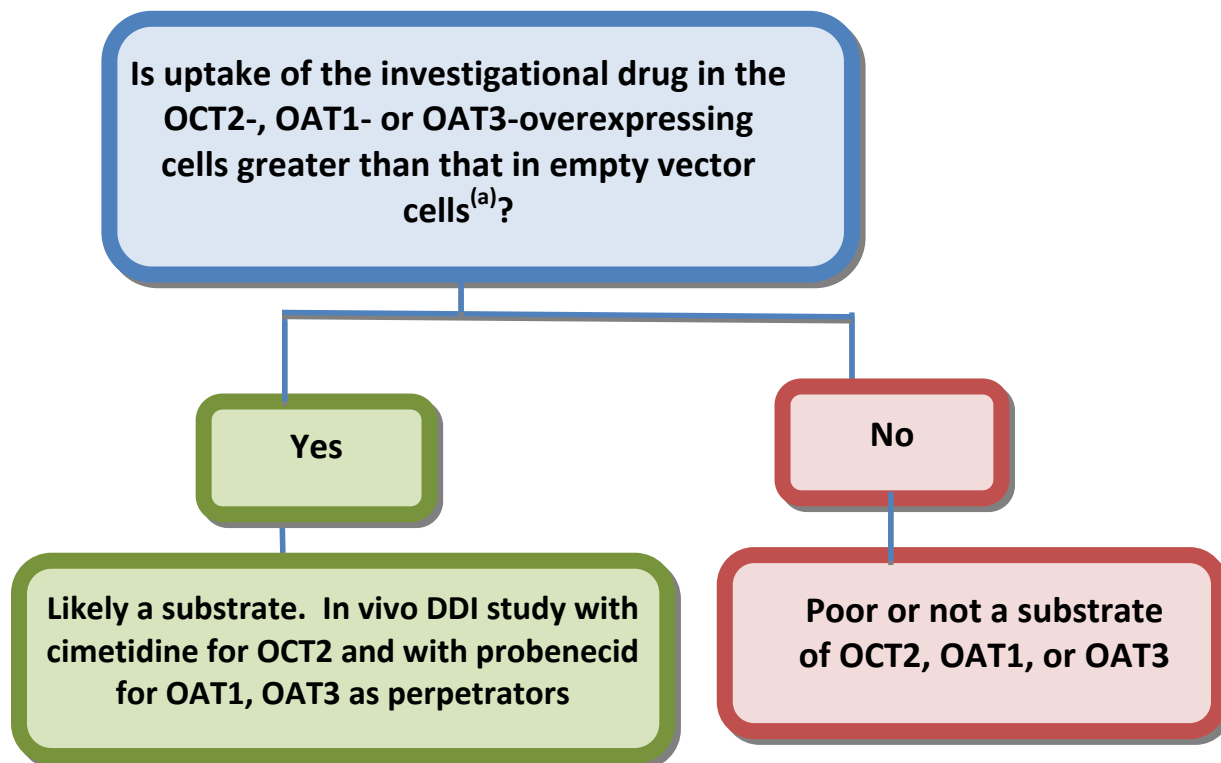 Is uptake of the investigational drug in the
OCT2-, OAT1- or OAT3-overexpressing
cells greater than that in empty vector
cells(a)?
Yes
No
Likely a substrate.  In vivo DDI study with
cimetidine for OCT2 and with probenecid
for OAT1, OAT3 as perpetrators
Poor or not a substrate
of OCT2, OAT1, or OAT3